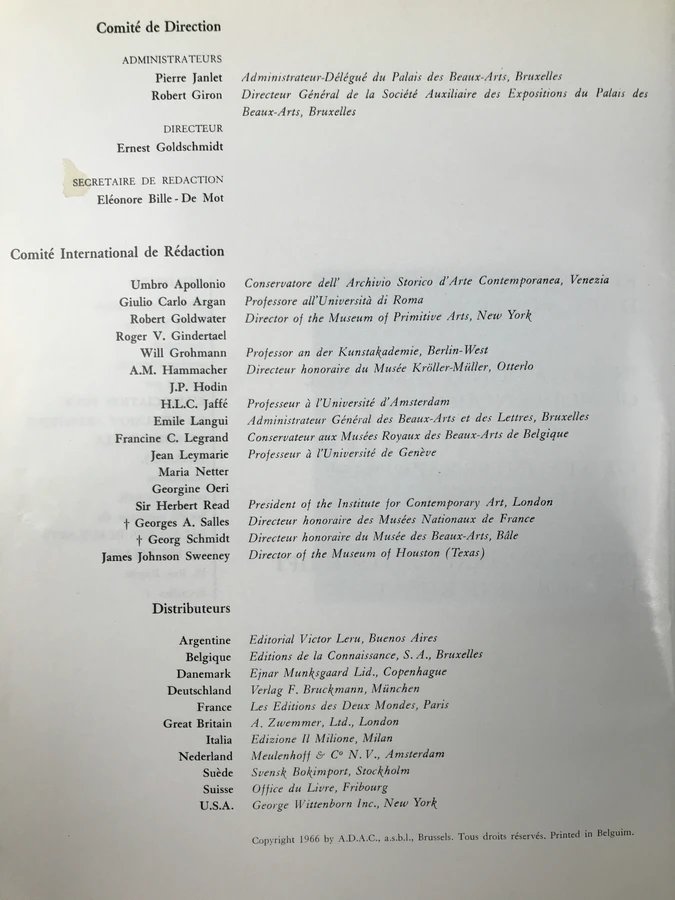 Comité de Direction
ADMINISTRATEURS
Pierre Janlet Administrateur-Délégué du Palais des Beaux-Arts, Bruxelles
Robert Giron Directeur Général de la Société Auxiliaire des Expositions du Palais des
Beaux-Arts, Bruxelles
DIRECTEUR
Ernest Goldschmidt
SECRETAIRE DE REDACTION
Eléonore Bille - De Mot
Comité International de Rédaction
Umbro Apollonio Conservatore dell' Archivio Storico d'Arte Contemporanea, Venezia
Giulio Carlo Argan Professore all'Università di Roma
Robert Goldwater Director of the Museum of Primitive Arts, New York
Roger V. Gindertael
Will Grohmann Professor an der Kunstakademie, Berlin-West
A.M. Hammacher Directeur honoraire du Musée Kröller-Müller, Otterlo
J.P. Hodin
H.L.C. Jaffé Professeur à l'Université d'Amsterdam
Emile Langui Administrateur Général des Beaux-Arts et des Lettres, Bruxelles
Francine C. Legrand Conservateur aux Musées Royaux des Beaux-Arts de Belgique
Jean Leymarie Professeur à l'Université de Genève
Maria Netter
Georgine Oeri
Sir Herbert Read President of the Institute for Contemporary Art, London
† Georges A. Salles Directeur honoraire des Musées Nationaux de France
† Georg Schmidt Directeur honoraire du Musée des Beaux-Arts, Bâle
James Johnson Sweeney Director of the Museum of Houston (Texas)
Distributeurs
Argentine Editorial Victor Leru, Buenos Aires
Belgique Editions de la Connaissance, S. A., Bruxelles
Danemark Ejnar Munksgaard Ltd., Copenhague
Deutschland Verlag F. Bruckmann, München
France Les Editions des Deux Mondes, Paris
Great Britain A. Zwemmer, Ltd., London
Italia Edizione Il Milione, Milan
Nederland Meulenhoff & Cº N. V., Amsterdam
Suède Svensk Bokimport, Stockholm
Suisse Office du Livre, Fribourg
U.S.A. George Wittenborn Inc., New York
Copyright 1966 by A.D.A.C., a.s.b.l., Brussels. Tous droits réservés. Printed in Belguim.